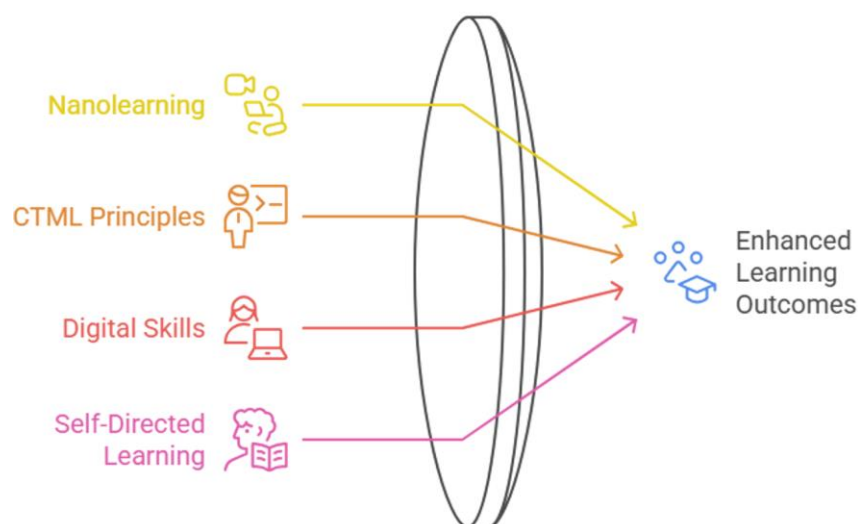 Nanolearning
CTML Principles
Digital Skills
Self-Directed
Learning
Enhanced
Learning
Outcomes